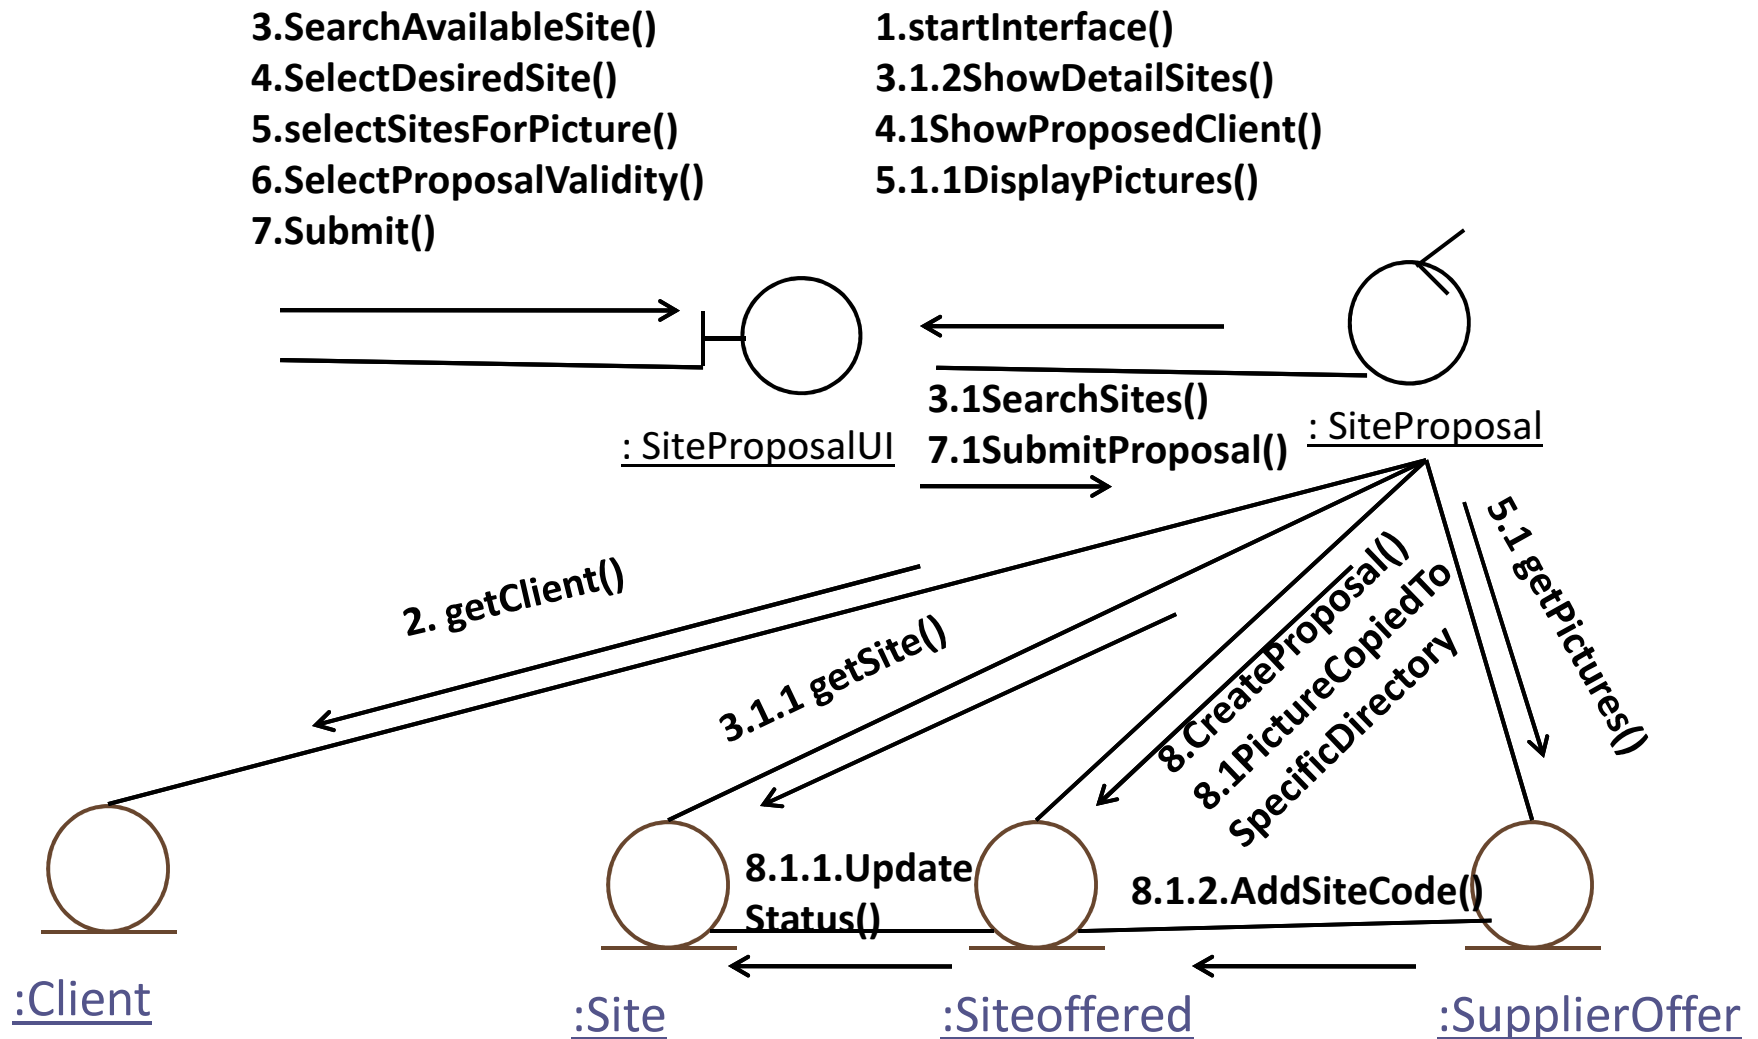 3.SearchAvailableSite()
4.SelectDesiredSite()
5.selectSitesForPicture()
6.SelectProposalValidity()
7.Submit()
1.startInterface()
3.1.2ShowDetailSites()
4.1ShowProposedClient()
5.1.1DisplayPictures()
: SiteProposalUI
3.1SearchSites()
7.1SubmitProposal()
: SiteProposal
2. getClient()
3.1.1 getSite()
8.CreateProposal()
8.1PictureCopiedTo
SpecificDirectory
5.1 getPictures()
8.1.1.Update
Status()
8.1.2.AddSiteCode()
:Client
:Site
:Siteoffered
:SupplierOffer